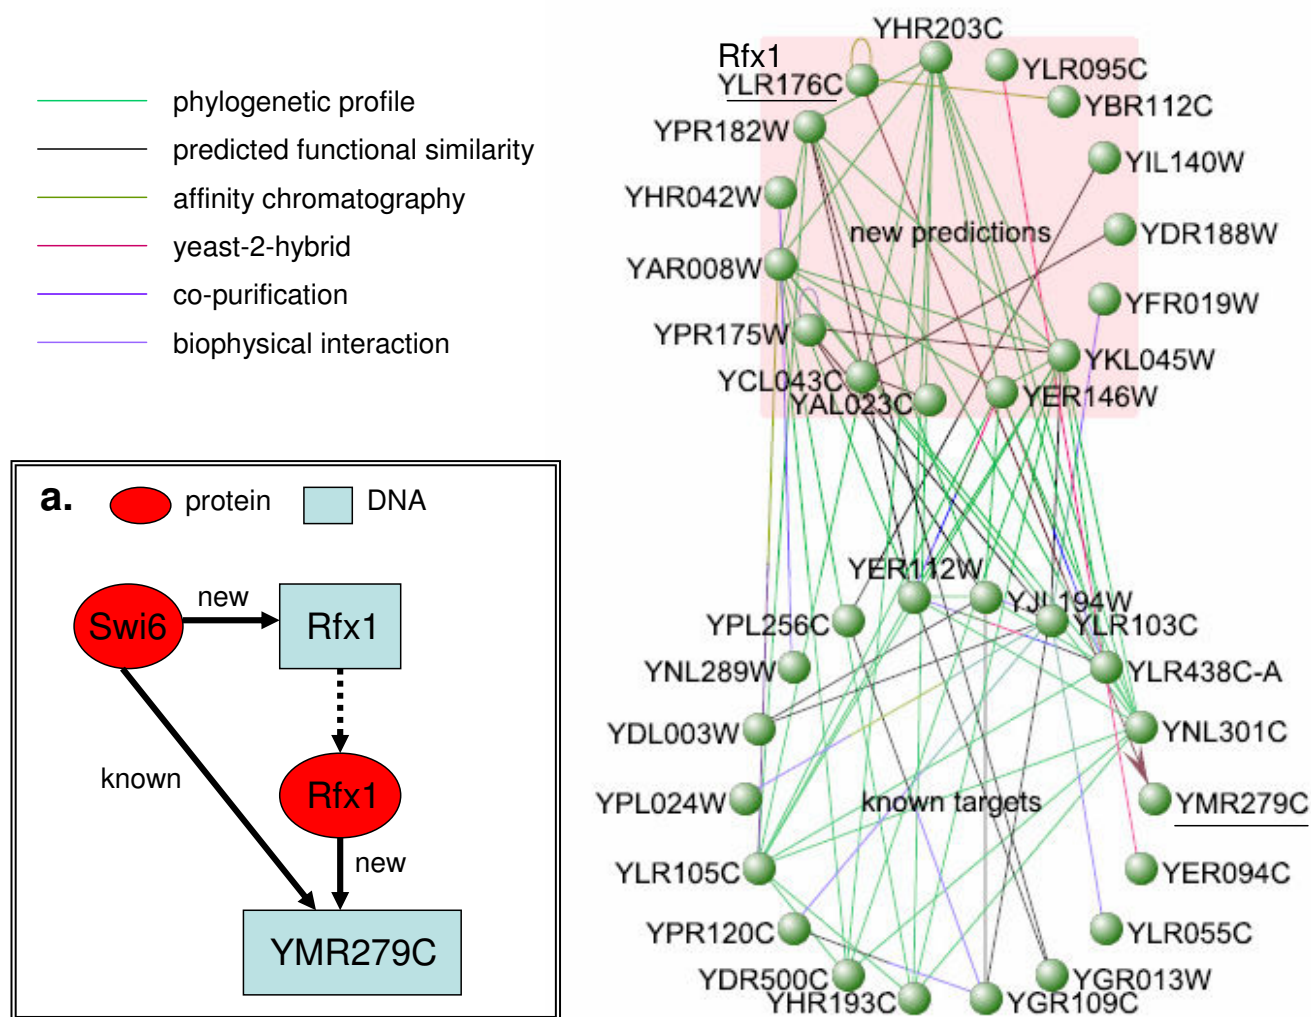 phylogenetic profile
predicted functional similarity
affinity chromatography
yeast-2-hybrid
co-purification
biophysical interaction
a.
protein
DNA
Swi6
new
Rfx1
known
Rfx1
new
YMR279C
YHR203C
Rfx1
YLR176C
YLR095C
YBR112C
YPR182W
YIL140W
YHR042W
new predictions
YDR188W
YAR008W
YFR019W
YPR175W
YKL045W
YCL043C
YAL023C
YER146W
YER112W
YJL194W
YPL256C
YLR103C
YNL289W
YLR438C-A
YDL003W
YNL301C
YPL024W
known targets
YMR279C
YLR105C
YER094C
YPR120C
YLR055C
YDR500C
YGR013W
YHR193C
YGR109C